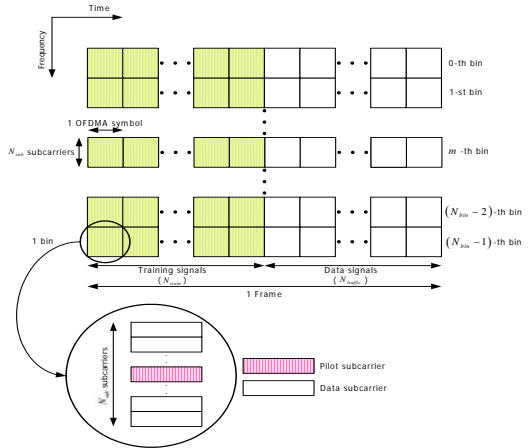 Time
Frequency
0-th bin
1-st bin
1 OFDMA symbol
N_sub subcarriers
m -th bin
(N_bin − 2)-th bin
1 bin
(N_bin − 1)-th bin
Training signals
(N_train)
Data signals
(N_traffic)
1 Frame
N_sub subcarriers
Pilot subcarrier
Data subcarrier